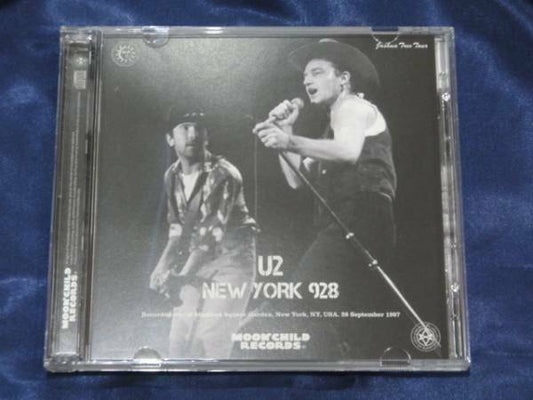 Joshua Tree Tour
U2
NEW YORK 928
Recorded at Madison Square Garden, New York, NY, USA. 28 September 1987
MOONCHILD
RECORDS
MOONCHILD
RECORDS